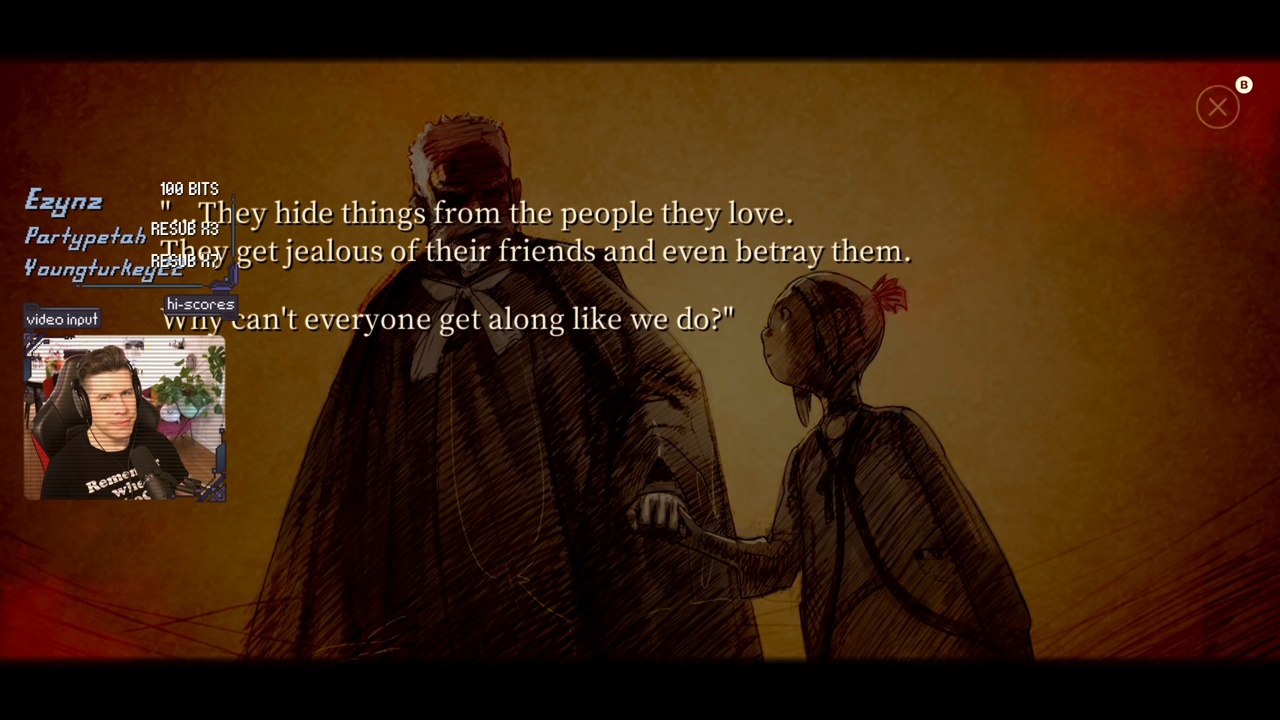 B
Ezynz 100 BITS
Partypetah RESUB X3
RESUB X7
"...They hide things from the people they love.
They get jealous of their friends and even betray them.
Why can't everyone get along like we do?"
hi-scores
video input
Remem
whe